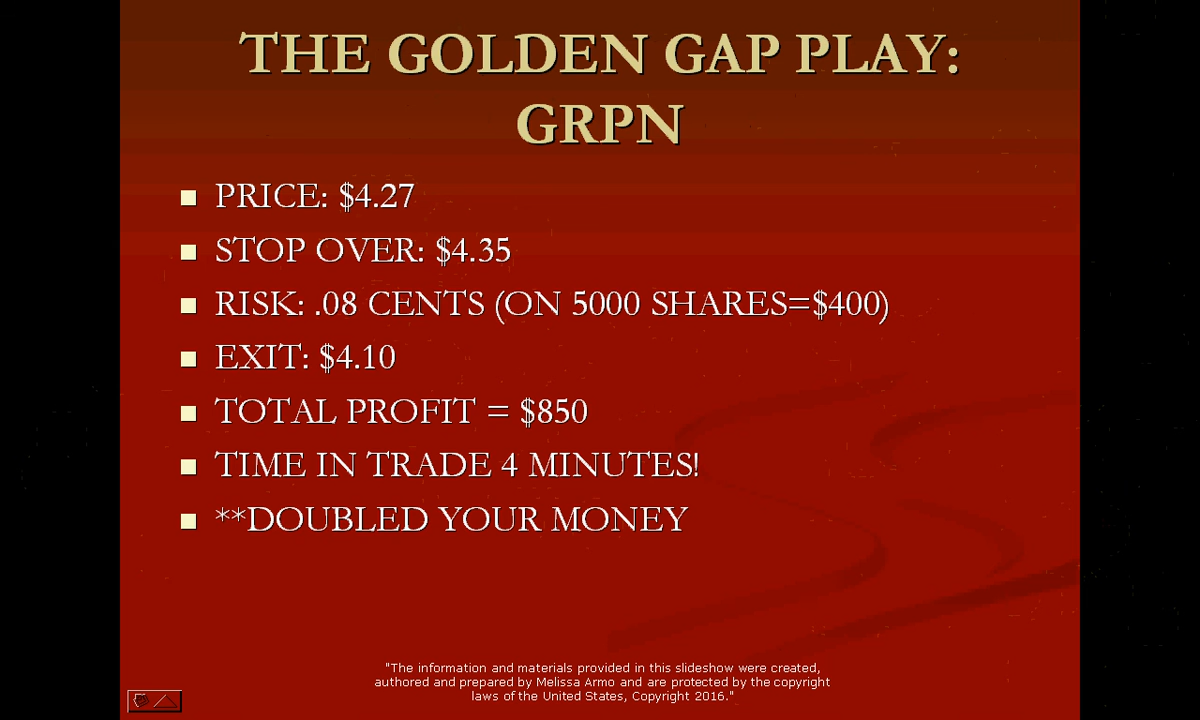 THE GOLDEN GAP PLAY:
GRPN
PRICE: $4.27
STOP OVER: $4.35
RISK: .08 CENTS (ON 5000 SHARES=$400)
EXIT: $4.10
TOTAL PROFIT = $850
TIME IN TRADE 4 MINUTES!
**DOUBLED YOUR MONEY
"The information and materials provided in this slideshow were created,
authored and prepared by Melissa Armo and are protected by the copyright
laws of the United States, Copyright 2016."